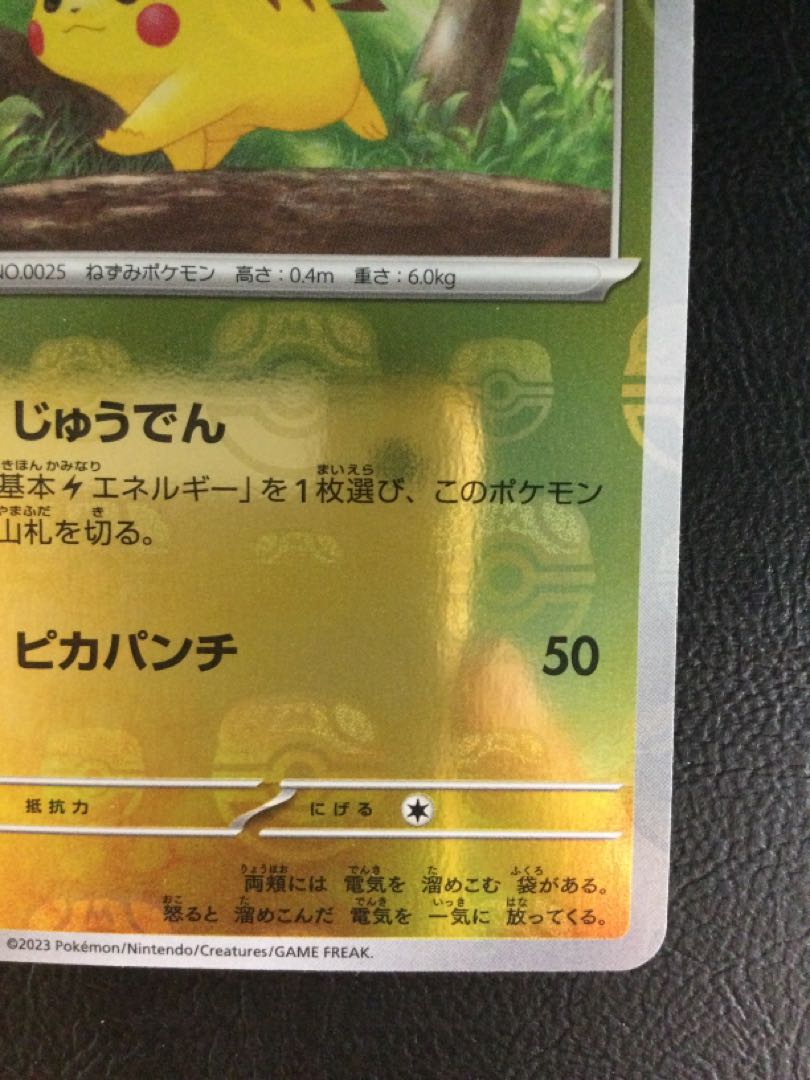 NO.0025 ねずみポケモン 高さ:0.4m 重さ:6.0kg
じゅうでん
きほん かみなり まいえら
基本 エネルギー」を1枚選び、このポケモン
やまふだ き
山札を切る。
ピカパンチ 50
抵抗力 にげる
りょうほお でんき た ふくろ
両頬には 電気を 溜めこむ 袋がある。
おこ た でんき いっき はな
怒ると 溜めこんだ 電気を 一気に 放ってくる。
©2023 Pokémon/Nintendo/Creatures/GAME FREAK.